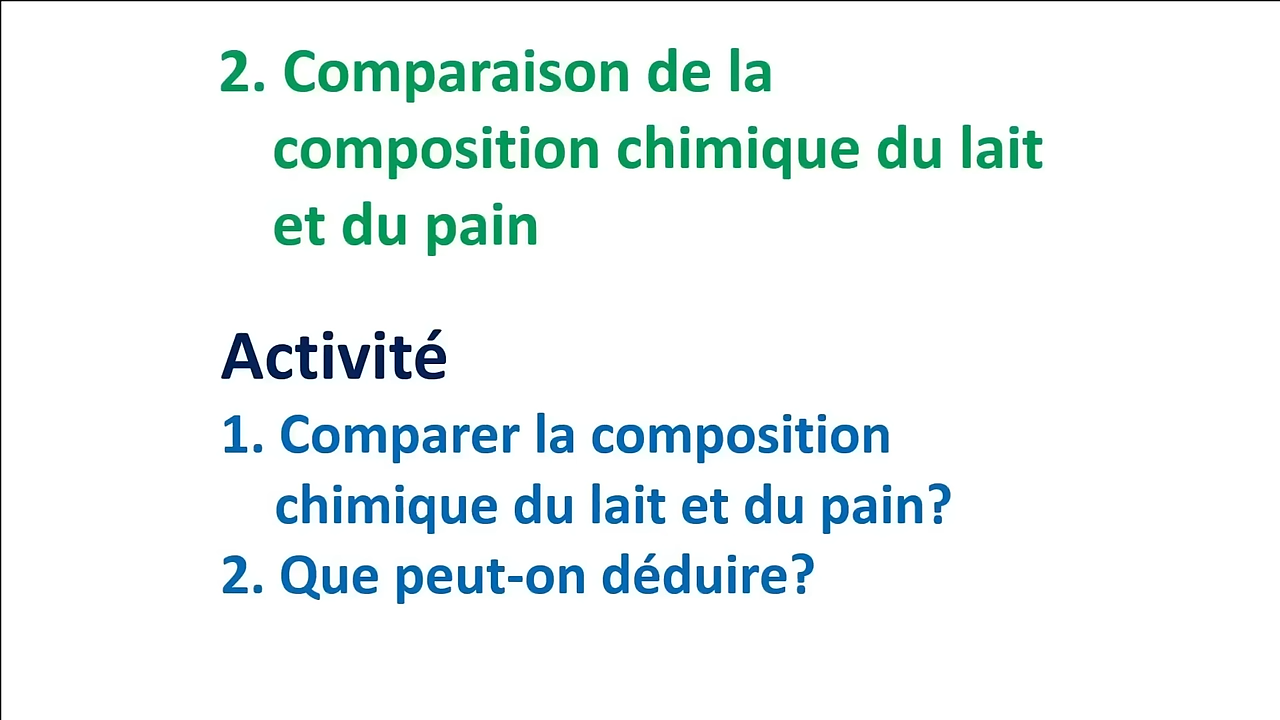 2. Comparaison de la
composition chimique du lait
et du pain
Activité
1. Comparer la composition
chimique du lait et du pain?
2. Que peut-on déduire?